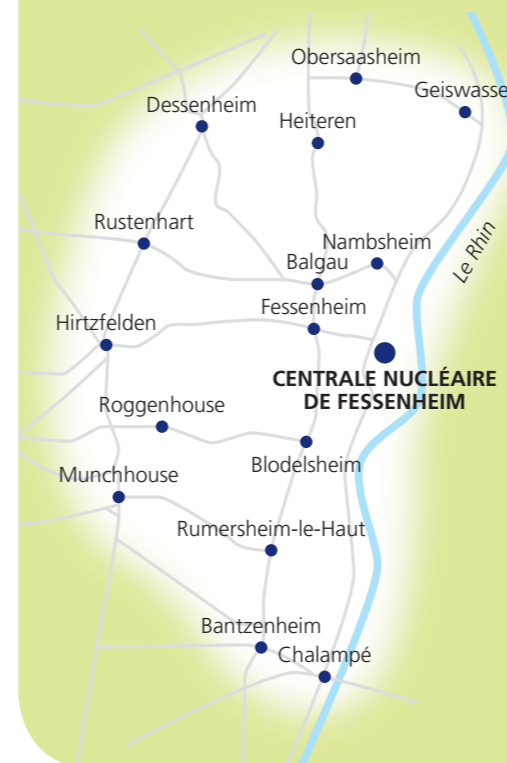 Obersaasheim
Geiswasse
Dessenheim
Heiteren
Rustenhart
Nambsheim
Le Rhin
Balgau
Fessenheim
Hirtzfelden
CENTRALE NUCLÉAIRE
DE FESSENHEIM
Roggenhouse
Blodelsheim
Munchhouse
Rumersheim-le-Haut
Bantzenheim
Chalampé